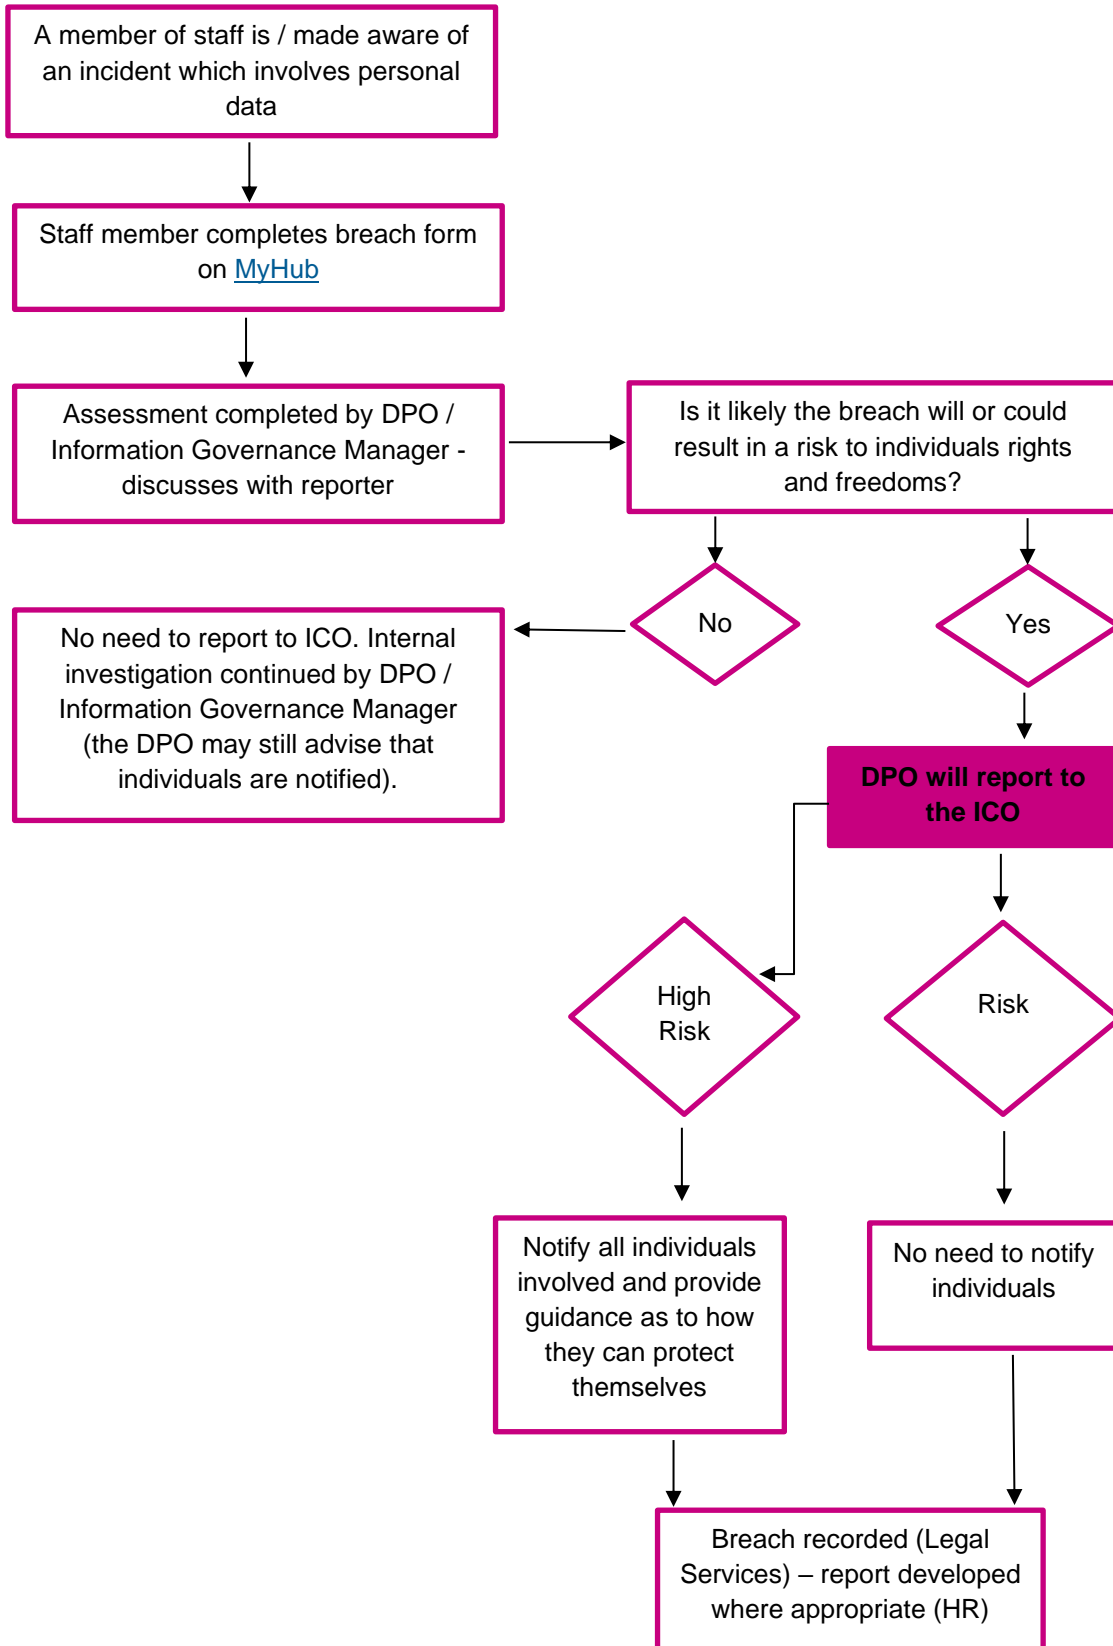 A member of staff is / made aware of
an incident which involves personal
data
Staff member completes breach form
on MyHub
Assessment completed by DPO /
Information Governance Manager -
discusses with reporter
Is it likely the breach will or could
result in a risk to individuals rights
and freedoms?
No
Yes
No need to report to ICO. Internal
investigation continued by DPO /
Information Governance Manager
(the DPO may still advise that
individuals are notified).
DPO will report to
the ICO
High
Risk
Risk
Notify all individuals
involved and provide
guidance as to how
they can protect
themselves
No need to notify
individuals
Breach recorded (Legal
Services) – report developed
where appropriate (HR)